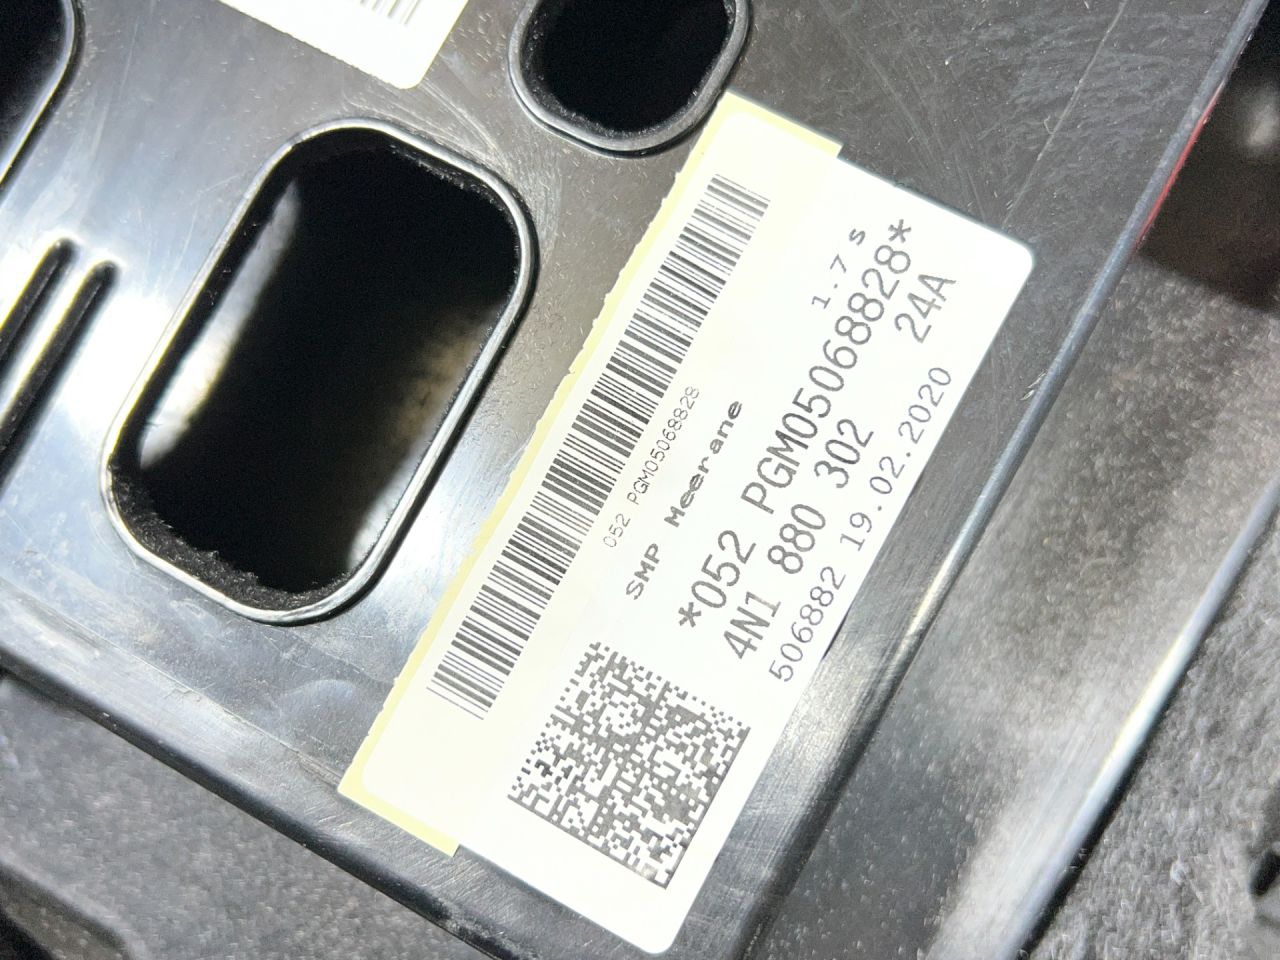 052 PGM05068828
SMP Meerane
1.7 s
*052 PGM05068828*
4N1 880 302 24A
506882 19.02.2020